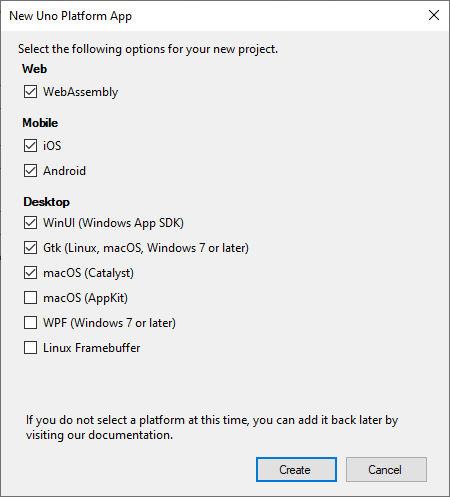 New Uno Platform App
Select the following options for your new project.
Web
WebAssembly
Mobile
iOS
Android
Desktop
WinUI (Windows App SDK)
Gtk (Linux, macOS, Windows 7 or later)
macOS (Catalyst)
macOS (AppKit)
WPF (Windows 7 or later)
Linux Framebuffer
If you do not select a platform at this time, you can add it back later by
visiting our documentation.
Create
Cancel